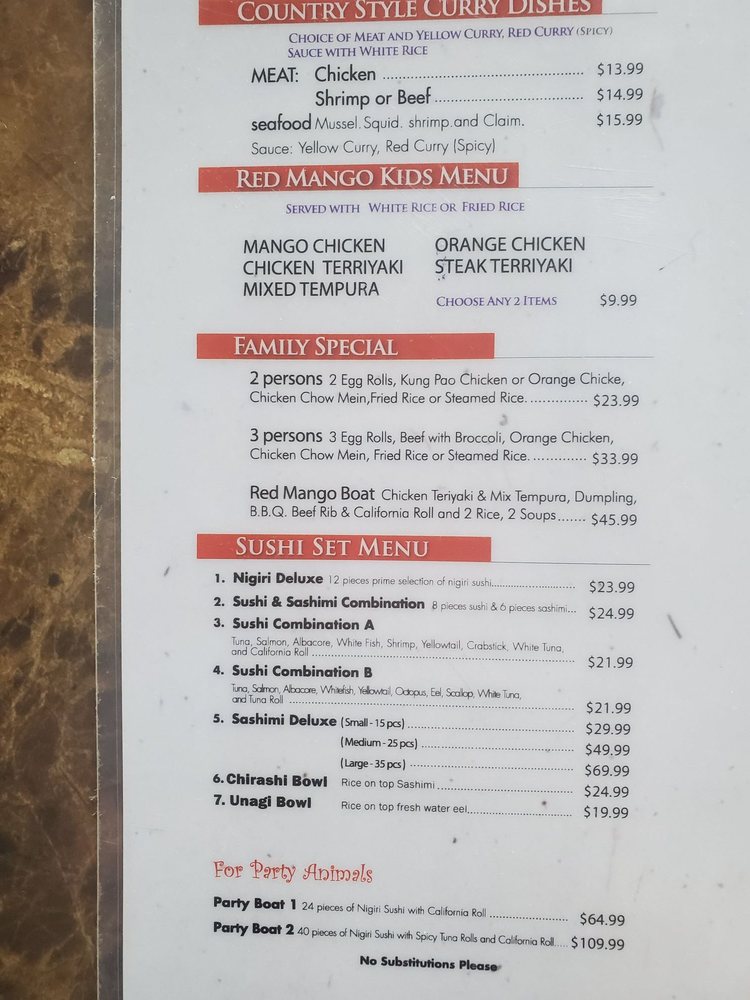 COUNTRY STYLE CURRY DISHES
CHOICE OF MEAT AND YELLOW CURRY, RED CURRY (SPICY)
SAUCE WITH WHITE RICE
MEAT: Chicken ........ $13.99
Shrimp or Beef ........ $14.99
seafood Mussel. Squid. shrimp.and Claim. $15.99
Sauce: Yellow Curry, Red Curry (Spicy)
RED MANGO KIDS MENU
SERVED WITH WHITE RICE OR FRIED RICE
MANGO CHICKEN ORANGE CHICKEN
CHICKEN TERRIYAKI STEAK TERRIYAKI
MIXED TEMPURA
CHOOSE ANY 2 ITEMS $9.99
FAMILY SPECIAL
2 persons 2 Egg Rolls, Kung Pao Chicken or Orange Chicke,
Chicken Chow Mein,Fried Rice or Steamed Rice. ........ $23.99
3 persons 3 Egg Rolls, Beef with Broccoli, Orange Chicken,
Chicken Chow Mein, Fried Rice or Steamed Rice. ........ $33.99
Red Mango Boat Chicken Teriyaki & Mix Tempura, Dumpling,
B.B.Q. Beef Rib & California Roll and 2 Rice, 2 Soups ....... $45.99
SUSHI SET MENU
1. Nigiri Deluxe 12 pieces prime selection of nigiri sushi........ $23.99
2. Sushi & Sashimi Combination 8 pieces sushi & 6 pieces sashimi... $24.99
3. Sushi Combination A
Tuna, Salmon, Albacore, White Fish, Shrimp, Yellowtail, Crabstick, White Tuna,
and California Roll ........ $21.99
4. Sushi Combination B
Tuna, Salmon, Albacore, Whitefish, Yellowtail, Octopus, Eel, Scallop, White Tuna,
and Tuna Roll ........ $21.99
5. Sashimi Deluxe (Small - 15 pcs) ........ $29.99
(Medium - 25 pcs) ........ $49.99
(Large - 35 pcs) ........ $69.99
6. Chirashi Bowl Rice on top Sashimi ........ $24.99
7. Unagi Bowl Rice on top fresh water eel........ $19.99
For Party Animals
Party Boat 1 24 pieces of Nigiri Sushi with California Roll ........ $64.99
Party Boat 2 40 pieces of Nigiri Sushi with Spicy Tuna Rolls and California Roll..... $109.99
No Substitutions Please